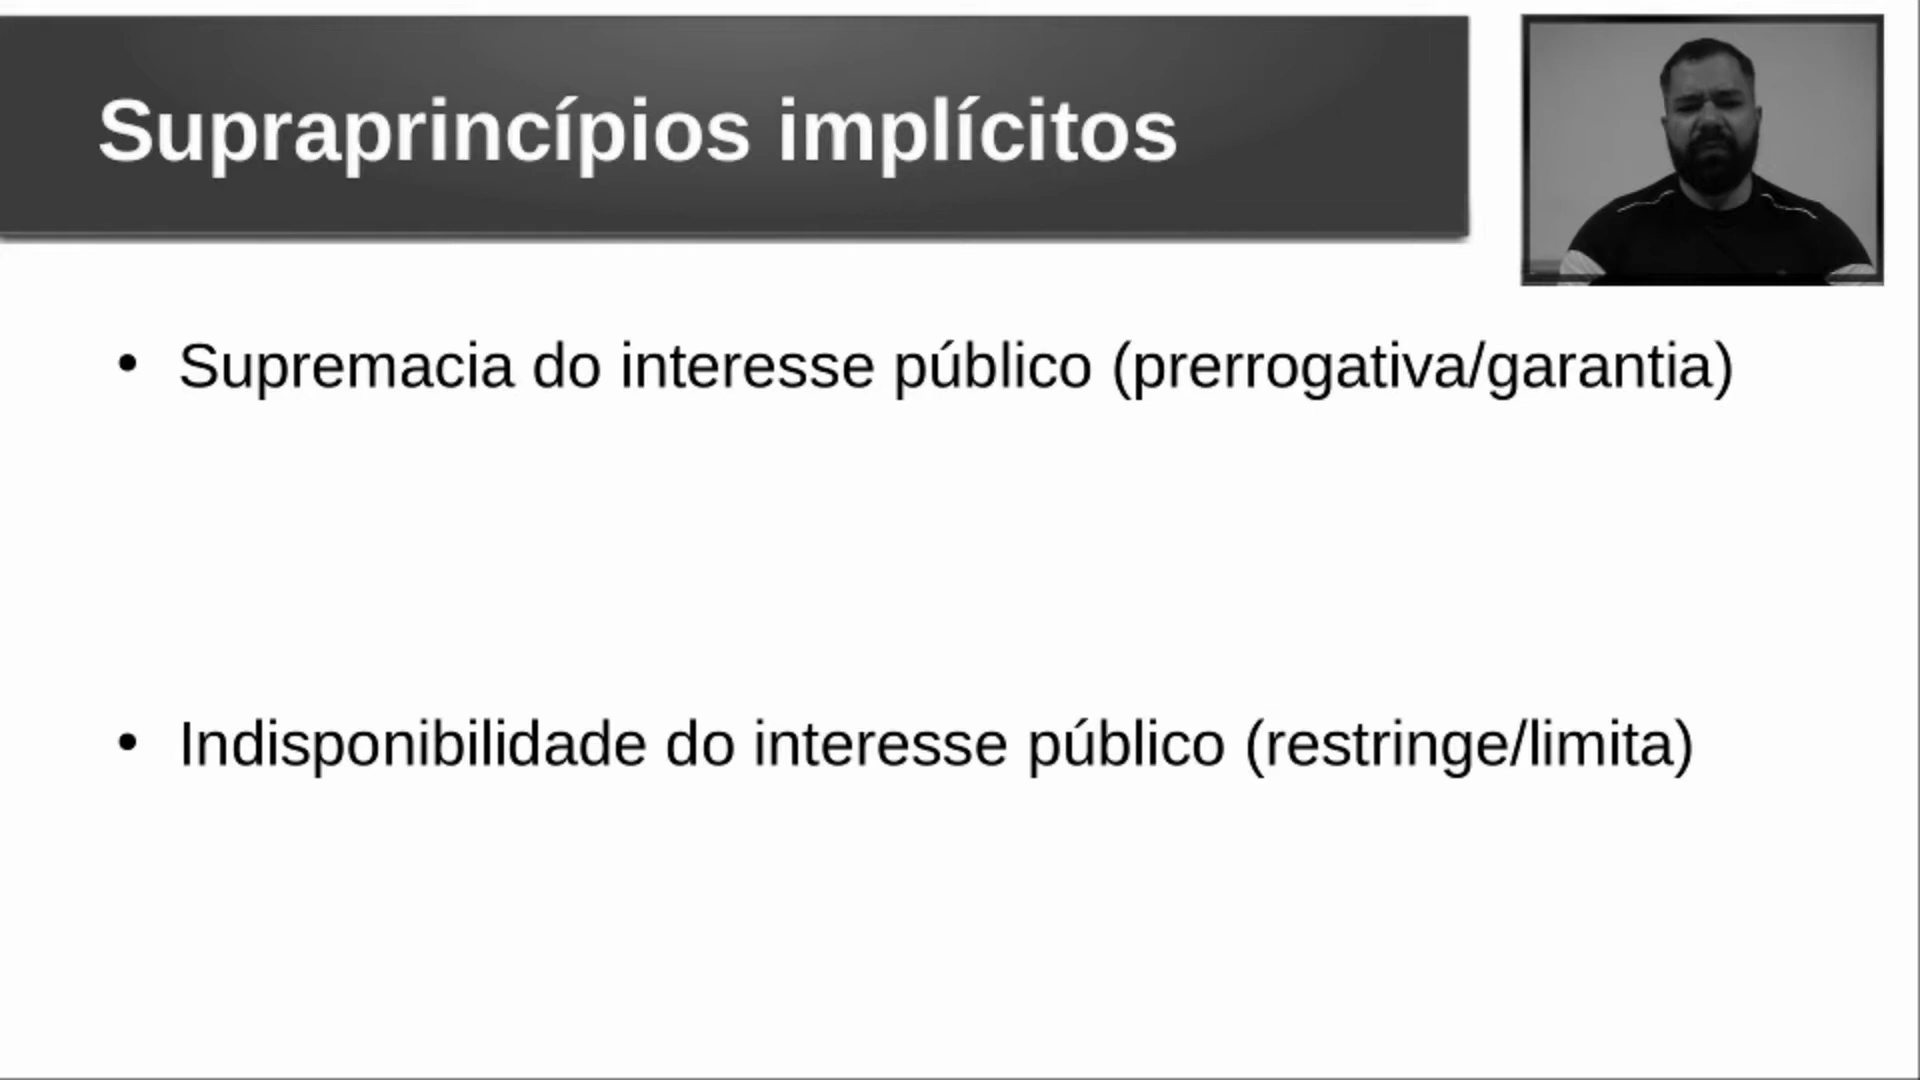 Supraprincípios implícitos
• Supremacia do interesse público (prerrogativa/garantia)
• Indisponibilidade do interesse público (restringe/limita)